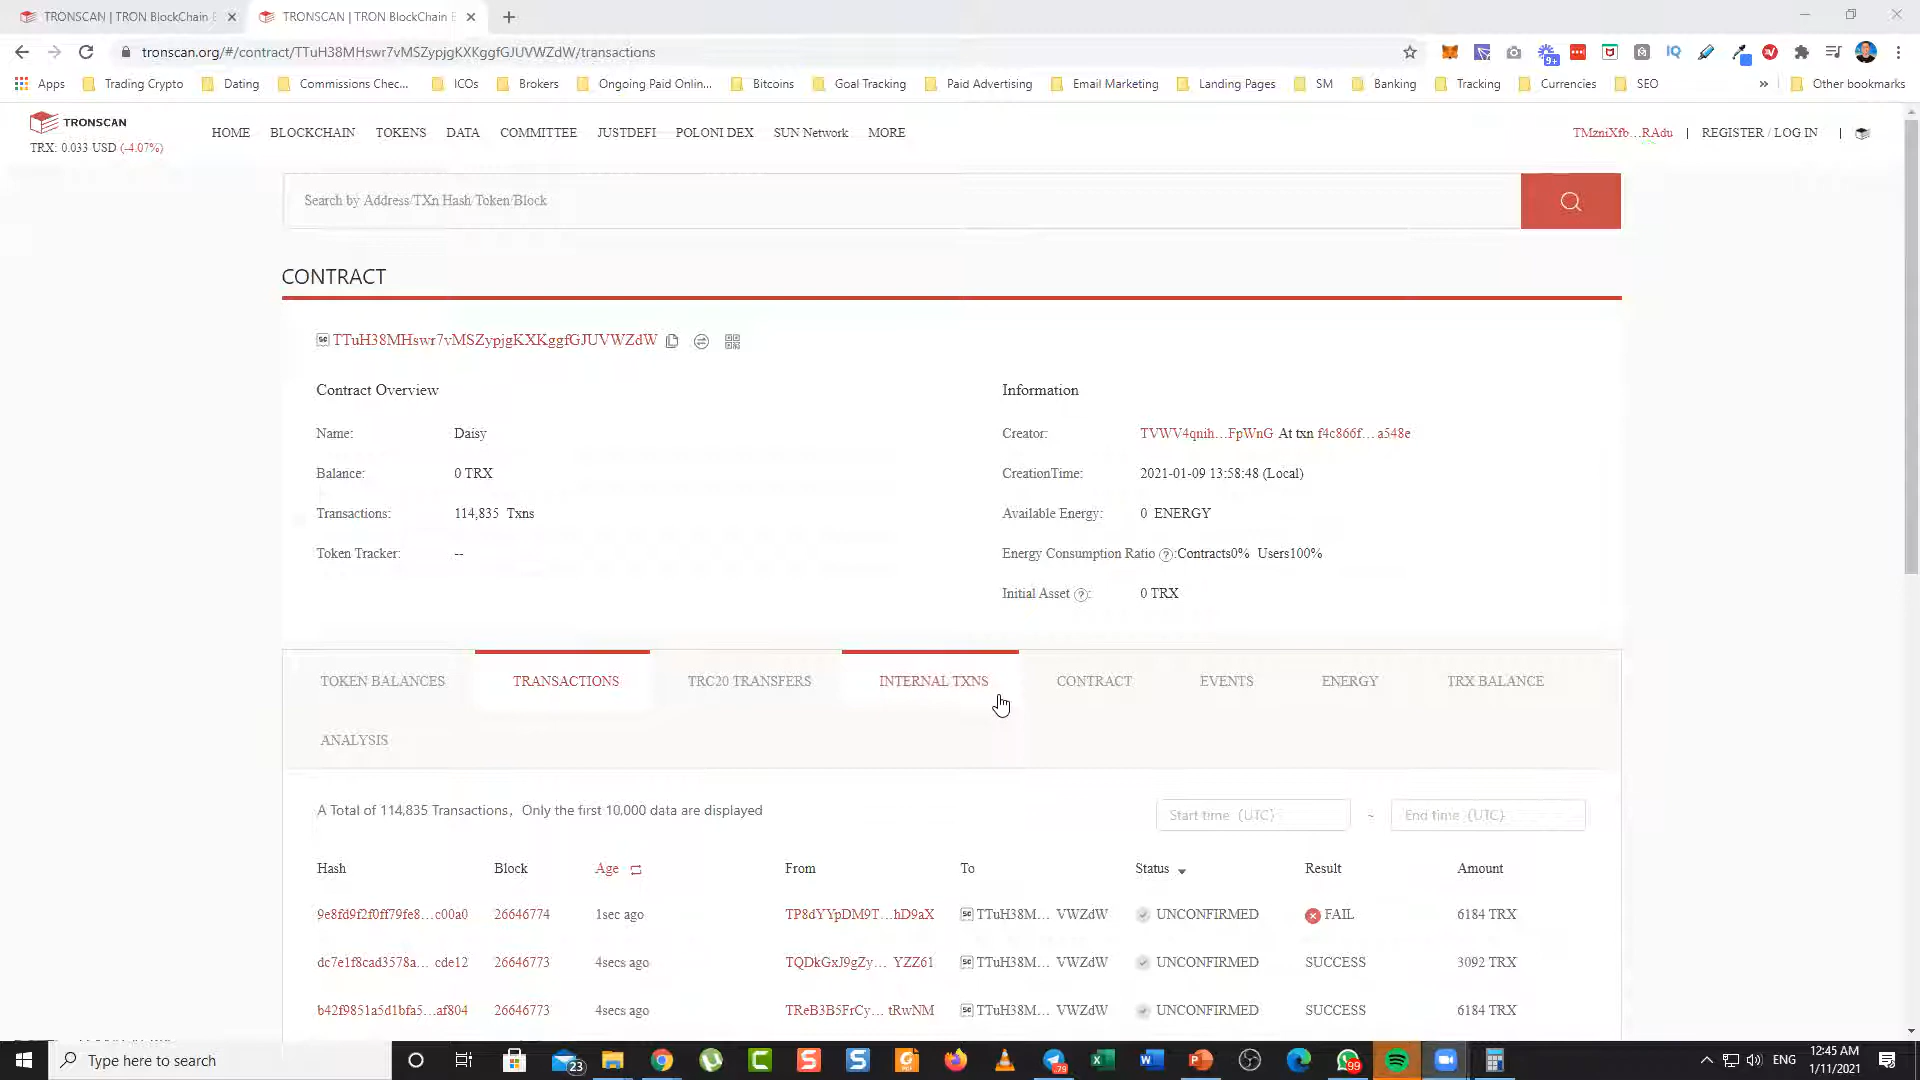 TRONSCAN | TRON BlockChain E
TRONSCAN | TRON BlockChain E
tronscan.org/#/contract/TTuH38MHswr7vMSZypjgKXKggfGJUVWZdW/transactions
9+
IQ
Apps Trading Crypto Dating Commissions Chec... ICOs Brokers Ongoing Paid Onlin... Bitcoins Goal Tracking Paid Advertising Email Marketing Landing Pages SM Banking Tracking Currencies SEO » Other bookmarks
TRONSCAN
TRX: 0.033 USD (-4.07%)
HOME BLOCKCHAIN TOKENS DATA COMMITTEE JUSTDEFI POLONI DEX SUN Network MORE
TMzniXfb...RAdu | REGISTER / LOG IN |
Search by Address/TXn Hash/Token/Block
CONTRACT
TTuH38MHswr7vMSZypjgKXKggfGJUVWZdW
Contract Overview
Name: Daisy
Balance: 0 TRX
Transactions: 114,835 Txns
Token Tracker: --
Information
Creator: TVWV4qnih...FpWnG At txn f4c866f... a548e
CreationTime: 2021-01-09 13:58:48 (Local)
Available Energy: 0 ENERGY
Energy Consumption Ratio ? :Contracts0% Users100%
Initial Asset ? : 0 TRX
TOKEN BALANCES TRANSACTIONS TRC20 TRANSFERS INTERNAL TXNS CONTRACT EVENTS ENERGY TRX BALANCE
ANALYSIS
A Total of 114,835 Transactions, Only the first 10,000 data are displayed
Start time (UTC) ~ End time (UTC)
Hash Block Age From To Status Result Amount
9e8fd9f2f0ff79fe8...c00a0 26646774 1sec ago TP8dYYpDM9T...hD9aX TTuH38M... VWZdW UNCONFIRMED FAIL 6184 TRX
dc7e1f8cad3578a... cde12 26646773 4secs ago TQDkGxJ9gZy... YZZ61 TTuH38M... VWZdW UNCONFIRMED SUCCESS 3092 TRX
b42f9851a5d1bfa5...af804 26646773 4secs ago TReB3B5FrCy... tRwNM TTuH38M... VWZdW UNCONFIRMED SUCCESS 6184 TRX
Type here to search
23
79
99
ENG
12:45 AM
1/11/2021